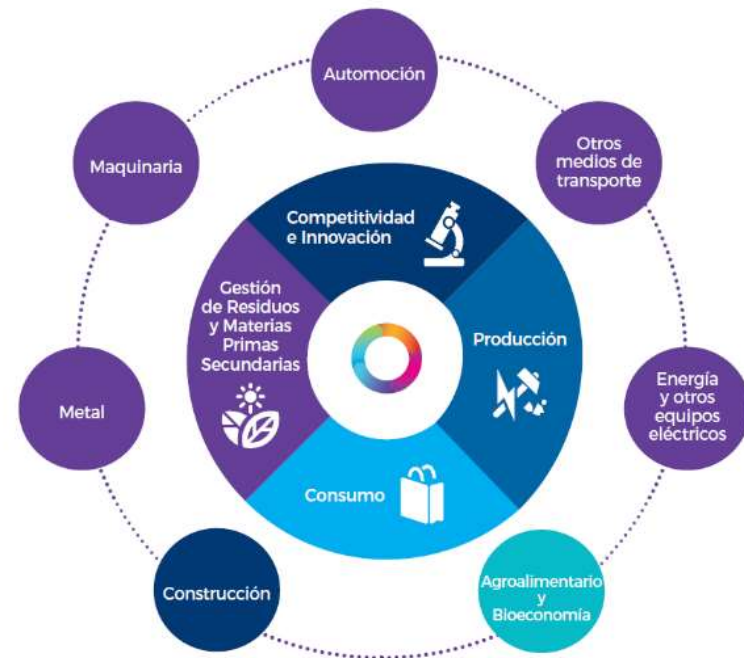 Automoción
Otros
medios de
transporte
Maquinaria
Competitividad
e Innovación
Gestión
de Residuos
y Materias
Primas
Secundarias
Producción
Energía
y otros
equipos
eléctricos
Metal
Consumo
Construcción
Agroalimentario
y
Bioeconomía